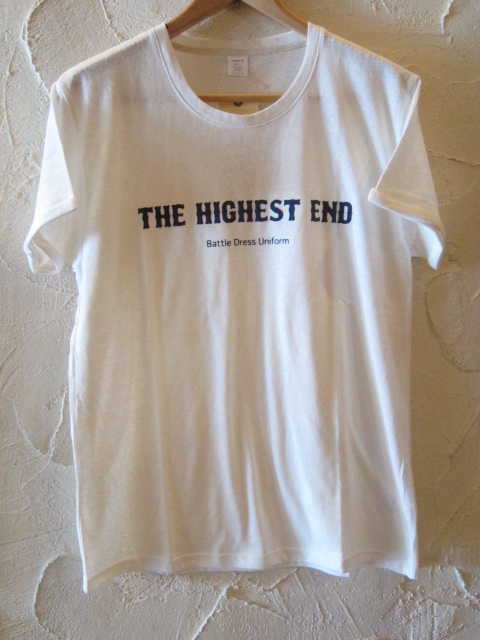 THE HIGHEST END
Battle Dress Uniform